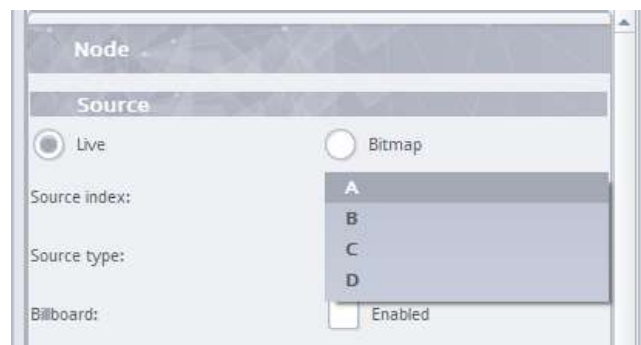 Node
Source
Live Bitmap
Source index: A
B
Source type: C
D
Billboard: Enabled